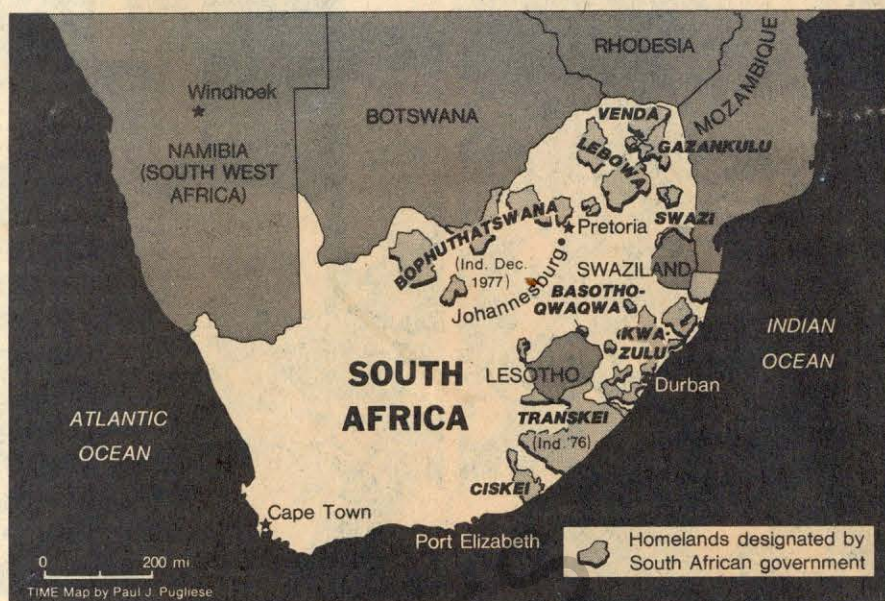 RHODESIA
MOZAMBIQUE
Windhoek
BOTSWANA
VENDA
GAZANKULU
LEBOWA
NAMIBIA
(SOUTH WEST
AFRICA)
SWAZI
Pretoria
BOPHUTHATSWANA
(Ind. Dec.
1977)
Johannesburg
SWAZILAND
BASOTHO-
QWAQWA
KWA-
ZULU
INDIAN
OCEAN
SOUTH
AFRICA
LESOTHO
Durban
ATLANTIC
OCEAN
TRANSKEI
(Ind. '76)
CISKEI
Cape Town
Port Elizabeth
Homelands designated by
South African government
0 200 mi
TIME Map by Paul J. Pugliese